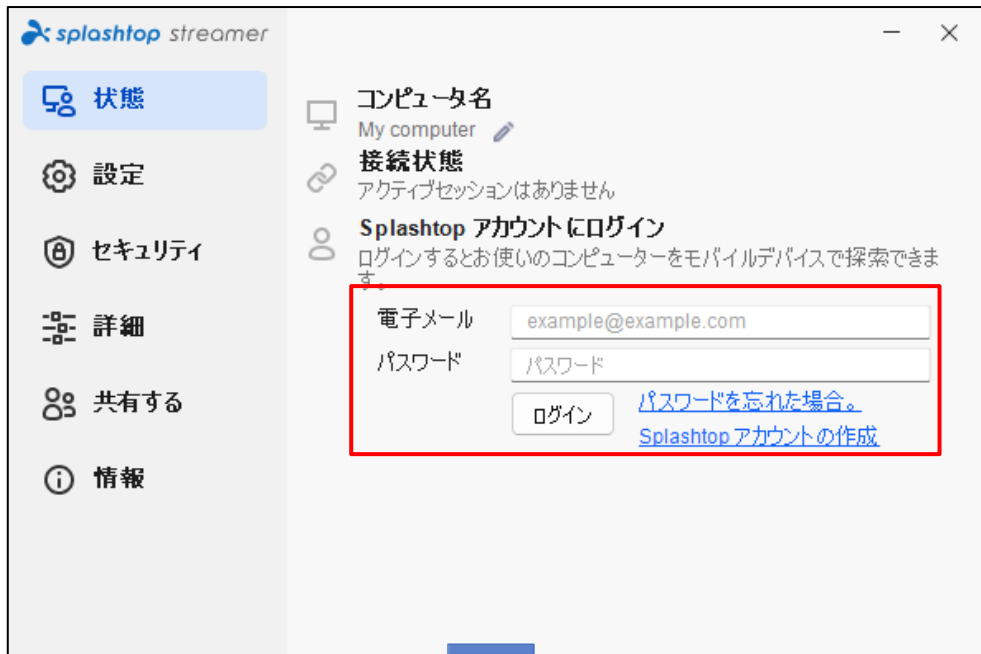 splashtop streamer
状態
設定
セキュリティ
詳細
共有する
情報
コンピュータ名
My computer
接続状態
アクティブセッションはありません
Splashtop アカウントにログイン
ログインするとお使いのコンピューターをモバイルデバイスで探索できま
す。
電子メール
example@example.com
パスワード
パスワード
ログイン
パスワードを忘れた場合。
Splashtop アカウントの作成